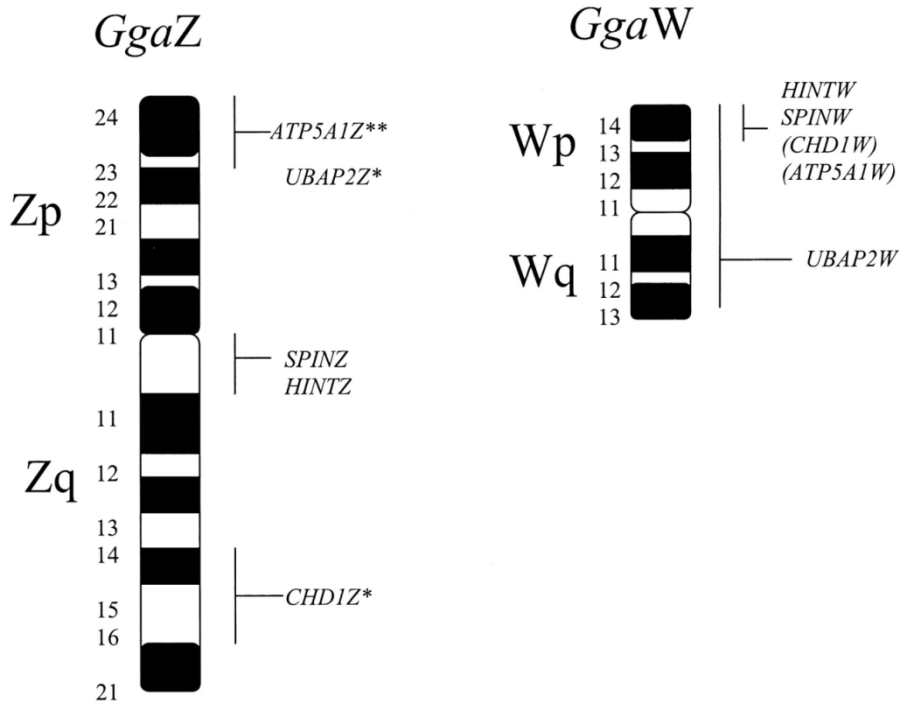 GgaZ
24
23
22
21
13
12
11
11
12
13
14
15
16
21
Zp
Zq
ATP5A1Z**
UBAP2Z*
SPINZ
HINTZ
CHD1Z*
GgaW
Wp
Wq
14
13
12
11
11
12
13
HINTW
SPINW
(CHD1W)
(ATP5A1W)
UBAP2W